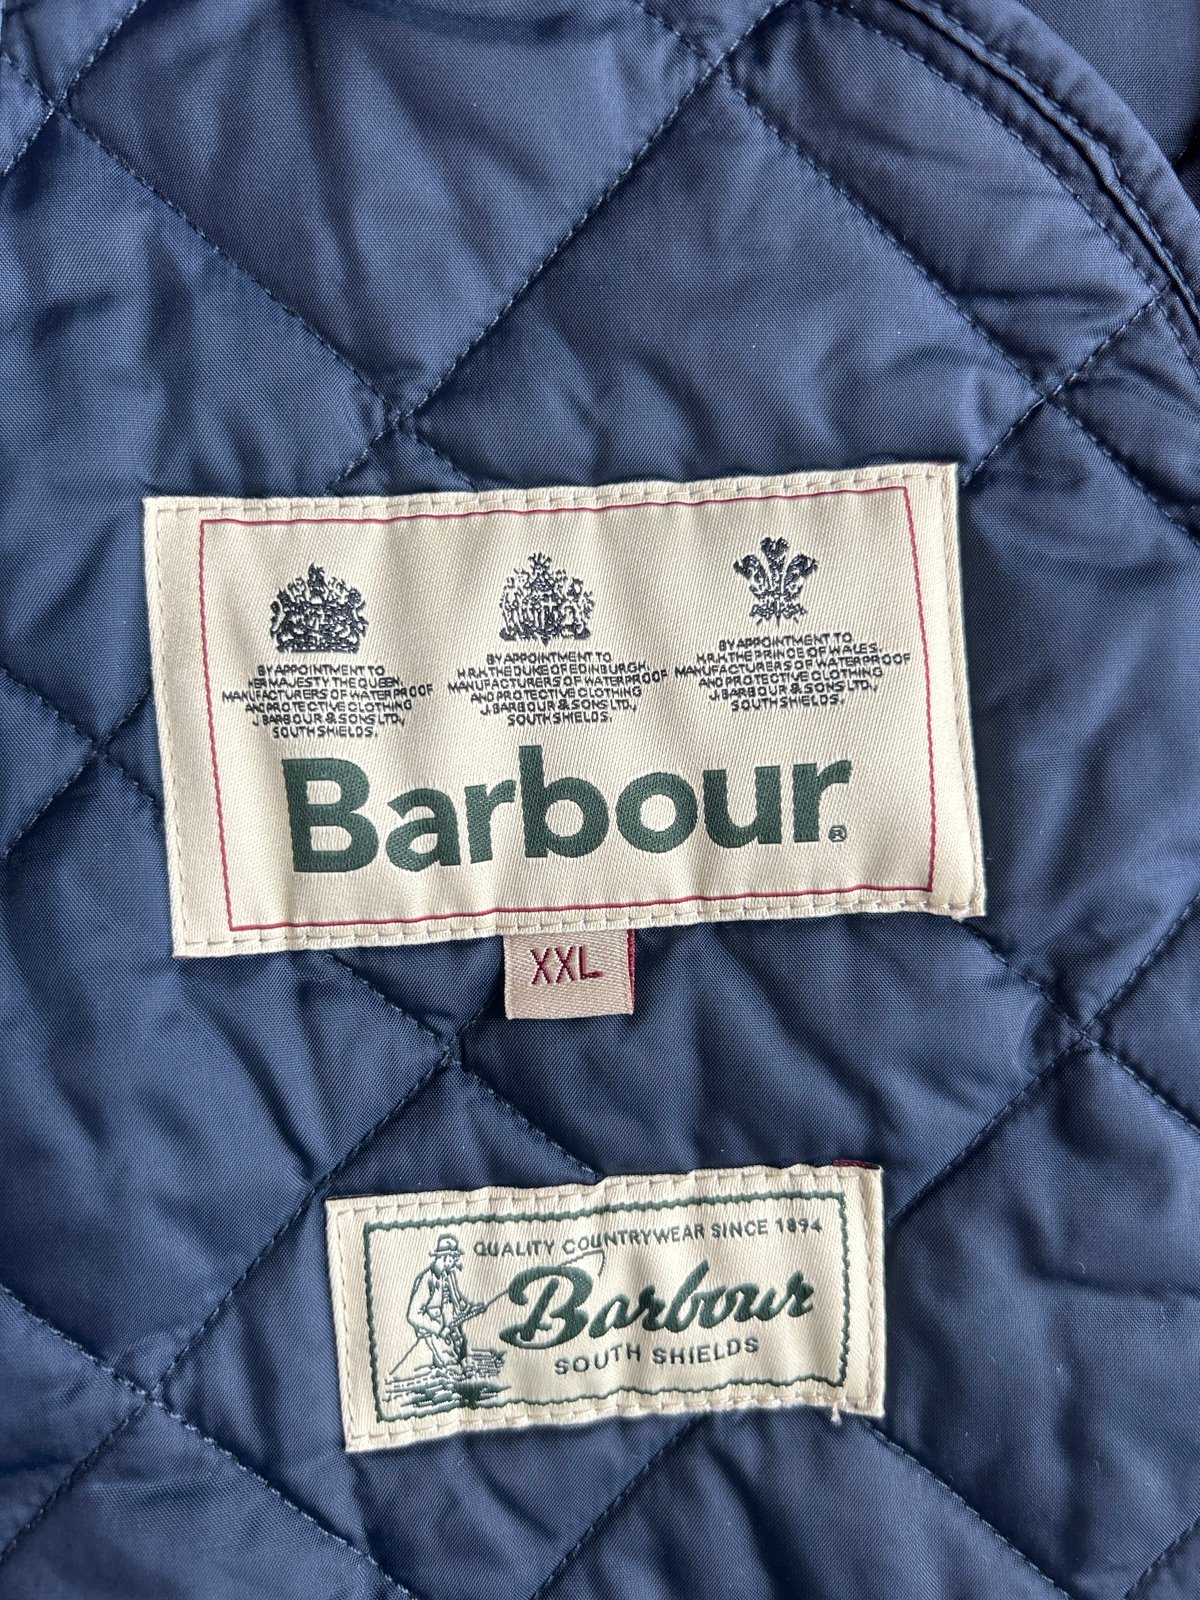 BY APPOINTMENT TO
HER MAJESTY THE QUEEN.
MANUFACTURERS OF WATERPROOF
AND PROTECTIVE CLOTHING
J. BARBOUR & SONS LTD.,
SOUTH SHIELDS.
BY APPOINTMENT TO
H.R.H. THE DUKE OF EDINBURGH.
MANUFACTURERS OF WATERPROOF
AND PROTECTIVE CLOTHING
J. BARBOUR & SONS LTD.,
SOUTH SHIELDS.
BY APPOINTMENT TO
H.R.H. THE PRINCE OF WALES.
MANUFACTURERS OF WATERPROOF
AND PROTECTIVE CLOTHING
J. BARBOUR & SONS LTD.,
SOUTH SHIELDS.
Barbour®
XXL
QUALITY COUNTRYWEAR SINCE 1894
Barbour
SOUTH SHIELDS